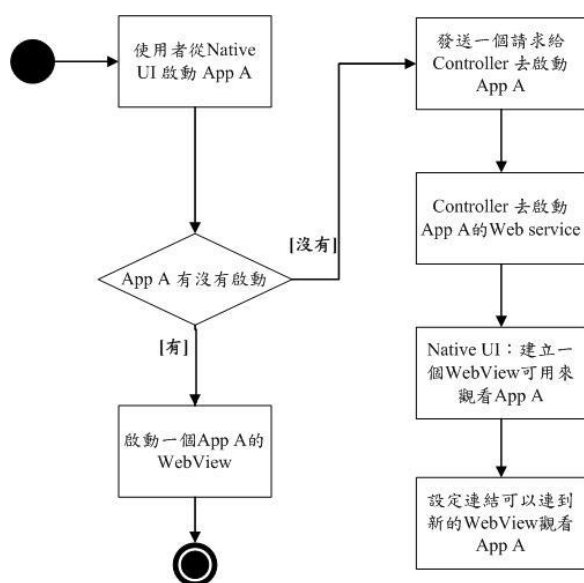 使用者從Native
UI 啟動 App A
App A 有沒有啟動
[沒有]
[有]
啟動一個App A的
WebView
發送一個請求給
Controller 去啟動
App A
Controller 去啟動
App A的Web service
Native UI：建立一
個WebView可用來
觀看App A
設定連結可以連到
新的WebView觀看
App A